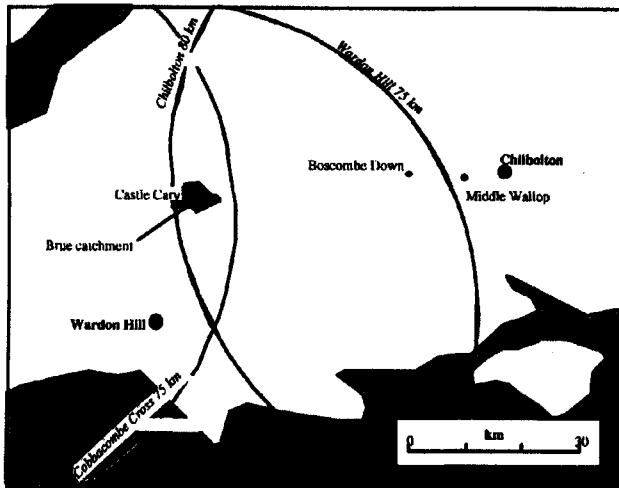 Chilbolton 80 km
Wardon Hill 75 km
Boscombe Down
Chilbolton
Middle Wallop
Castle Cary
Brue catchment
Wardon Hill
Cobbacombe Cross 75 km
0 km 30